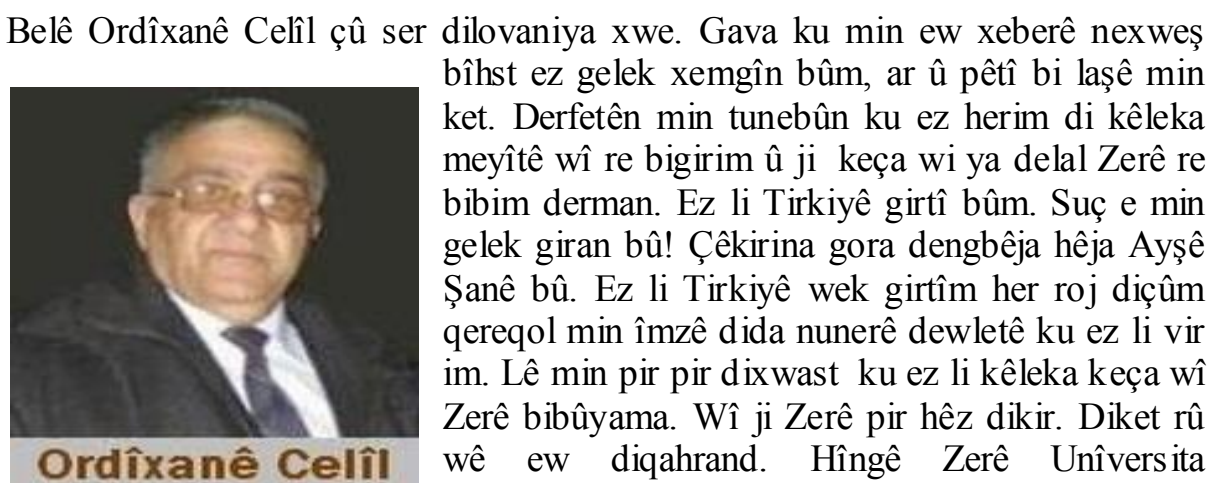 Belê Ordîxanê Celîl çû ser dilovaniya xwe. Gava ku min ew xeberê nexweş
bîhst ez gelek xemgîn bûm, ar û pêtî bi laşê min
ket. Derfetên min tunebûn ku ez herim di kêleka
meyîtê wî re bigirim û ji keça wi ya delal Zerê re
bibim derman. Ez li Tirkiyê girtî bûm. Suç e min
gelek giran bû! Çêkirina gora dengbêja hêja Ayşê
Şanê bû. Ez li Tirkiyê wek girtîm her roj diçûm
qereqol min îmzê dida nunerê dewletê ku ez li vir
im. Lê min pir pir dixwast ku ez li kêleka keça wî
Zerê bibûyama. Wî ji Zerê pir hêz dikir. Diket rû
wê ew diqahrand. Hîngê Zerê Unîversita
Ordîxanê Celîl